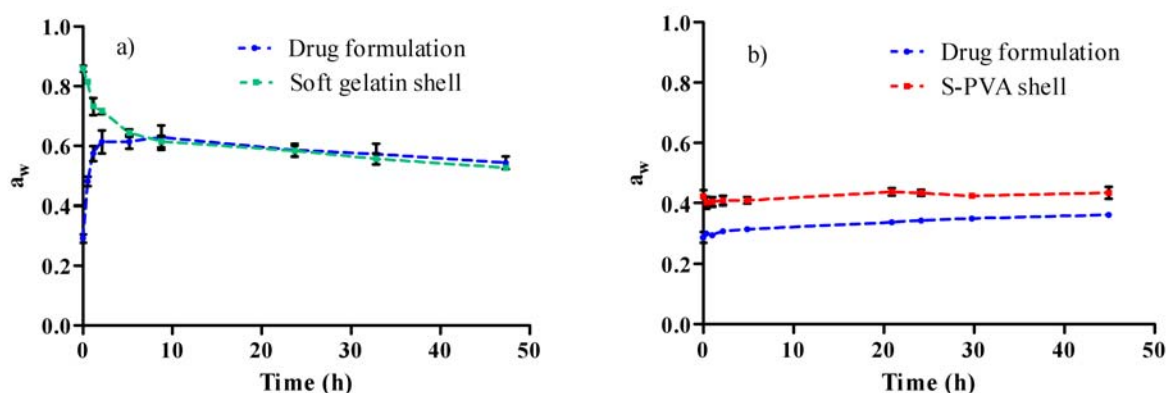 a)
Drug formulation
Soft gelatin shell
1.0
0.8
0.6
0.4
0.2
0.0
a_w
0 10 20 30 40 50
Time (h)
b)
Drug formulation
S-PVA shell
1.0
0.8
0.6
0.4
0.2
0.0
a_w
0 10 20 30 40 50
Time (h)